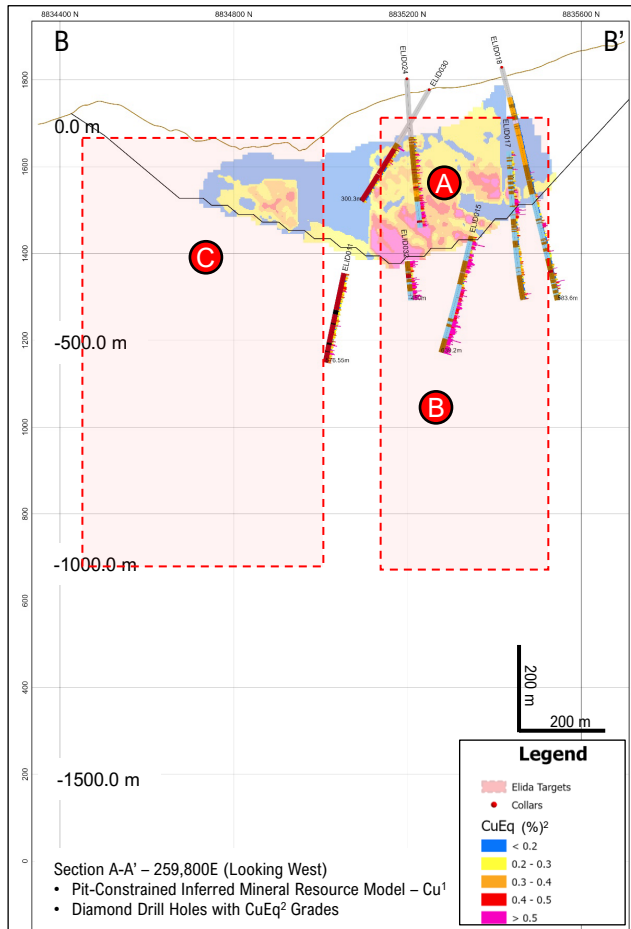 8834400 N 8834800 N 8835200 N 8835600 N
B B'
ELID024
ELID030
ELID018
1800
0.0 m
ELID017
1600
A
300.3m
ELID015
C
1400
ELID011
-500.0 m
1200
B
1000
-1000.0 m
800
600
400
200 m
200 m
Legend
Elida Targets
Collars
CuEq (%)²
< 0.2
0.2 - 0.3
0.3 - 0.4
0.4 - 0.5
> 0.5
200
-1500.0 m
0
Section A-A' – 259,800E (Looking West)
• Pit-Constrained Inferred Mineral Resource Model – Cu¹
• Diamond Drill Holes with CuEq² Grades